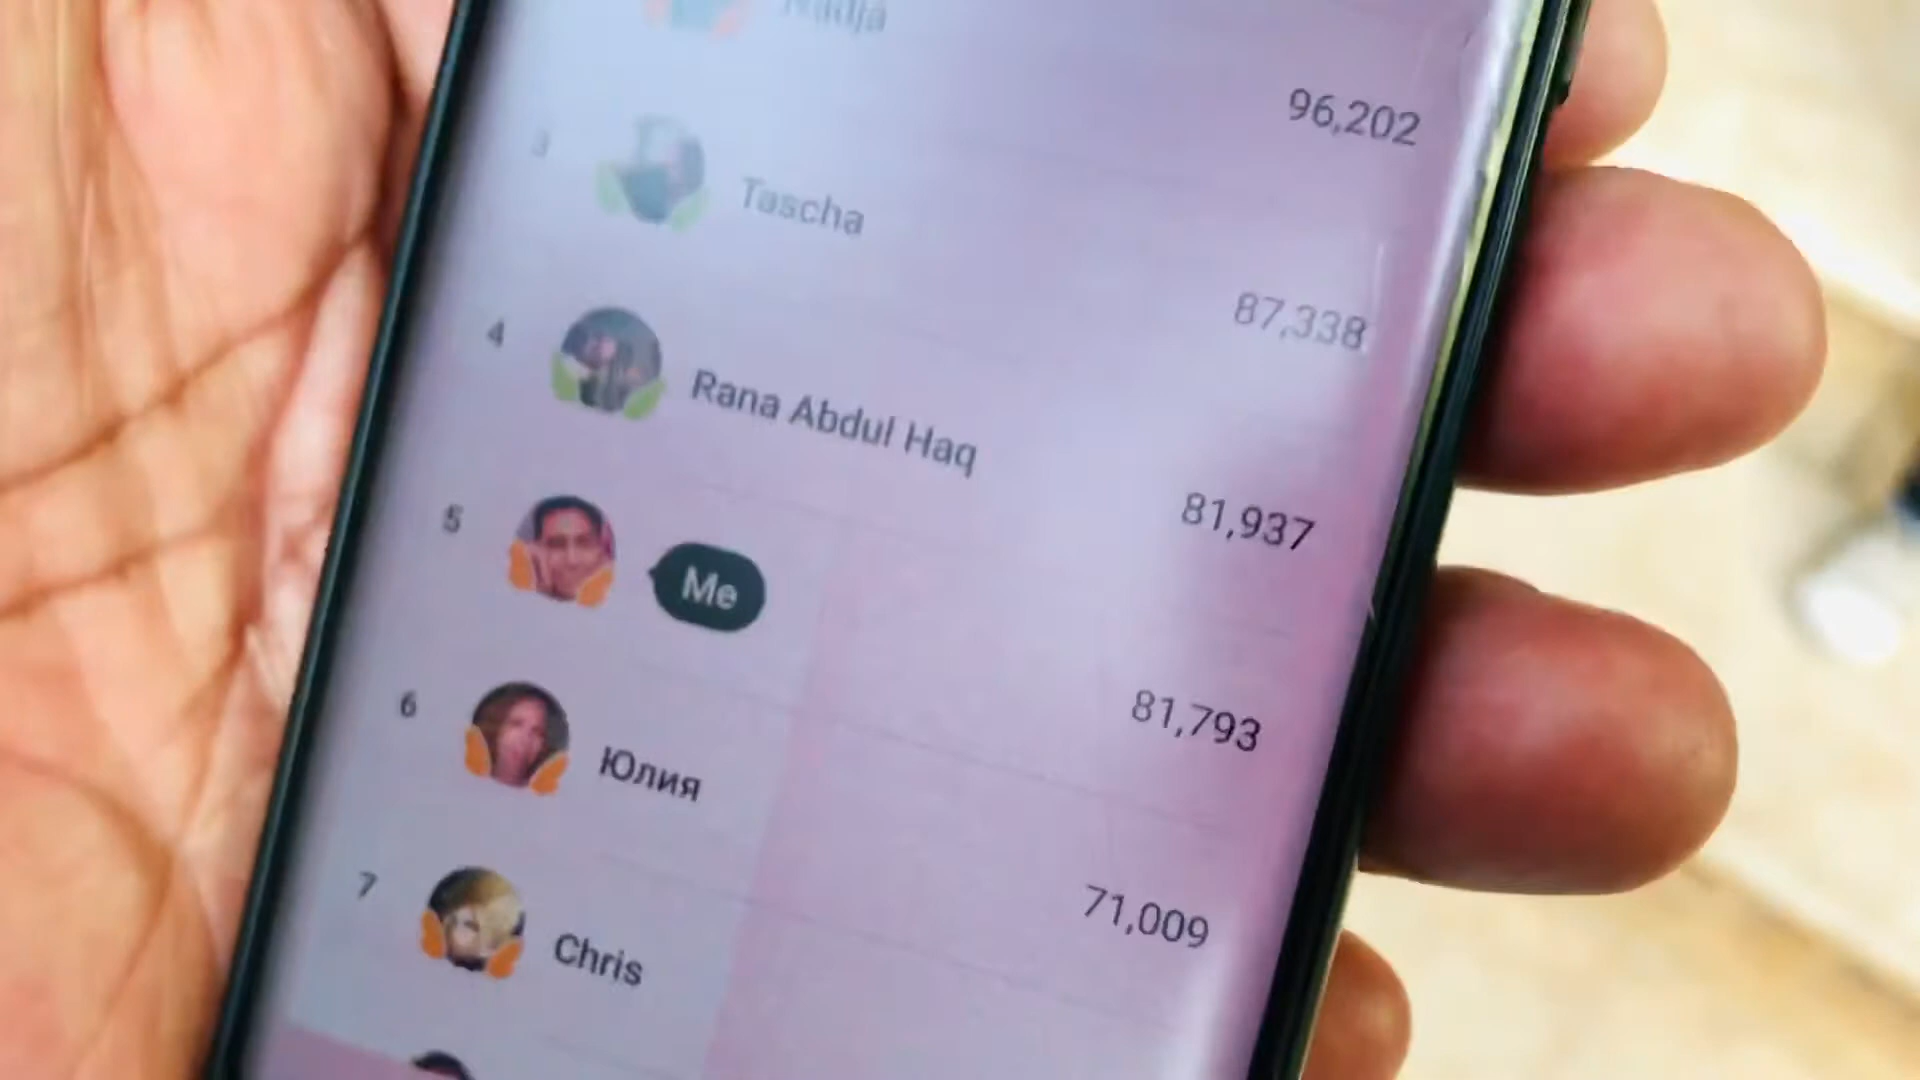 Nadja 96,202
3 Tascha 87,338
4 Rana Abdul Haq 81,937
5 Me 81,793
6 Юлия 71,009
7 Chris